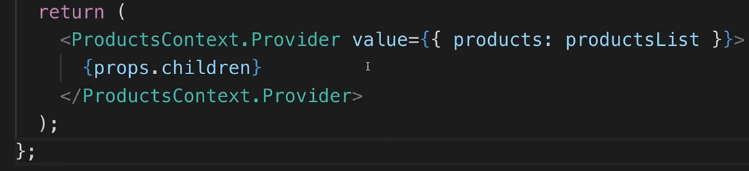 return (
<ProductsContext.Provider value={{ products: productsList }}>
{props.children}
</ProductsContext.Provider>
);
};